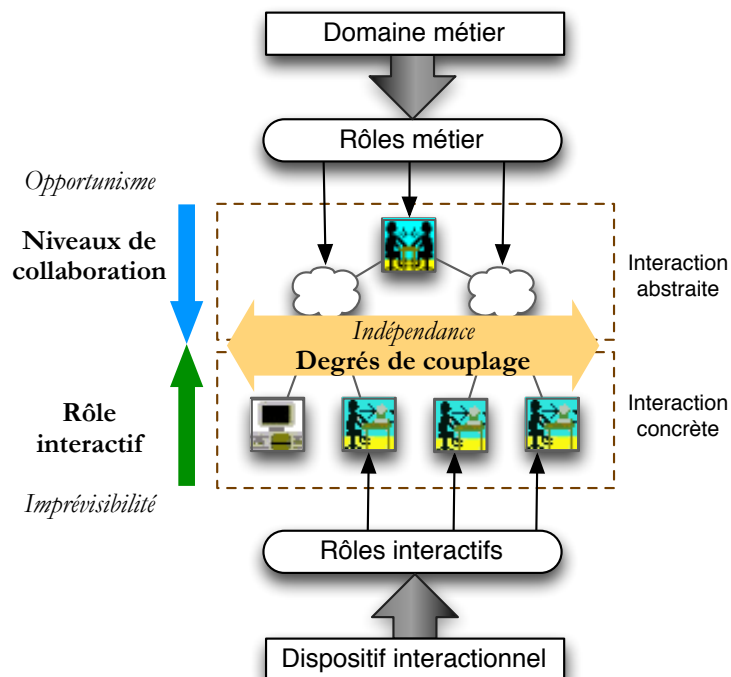 Domaine métier
Rôles métier
Opportunisme
Niveaux de
collaboration
Interaction
abstraite
Indépendance
Degrés de couplage
Rôle
interactif
Interaction
concrète
Imprévisibilité
Rôles interactifs
Dispositif interactionnel